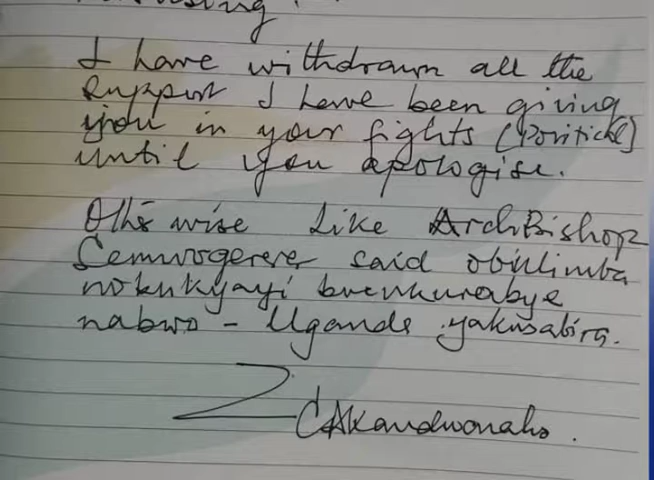 I have withdrawn all the
support I have been giving
you in your fights (Political)
until you apologise.
Otherwise Like ArchBishop
Semwogerere said obulimba
nokukyayi bwenkurabye
nabwo - Uganda yakusabira.
CAkandwanaho.